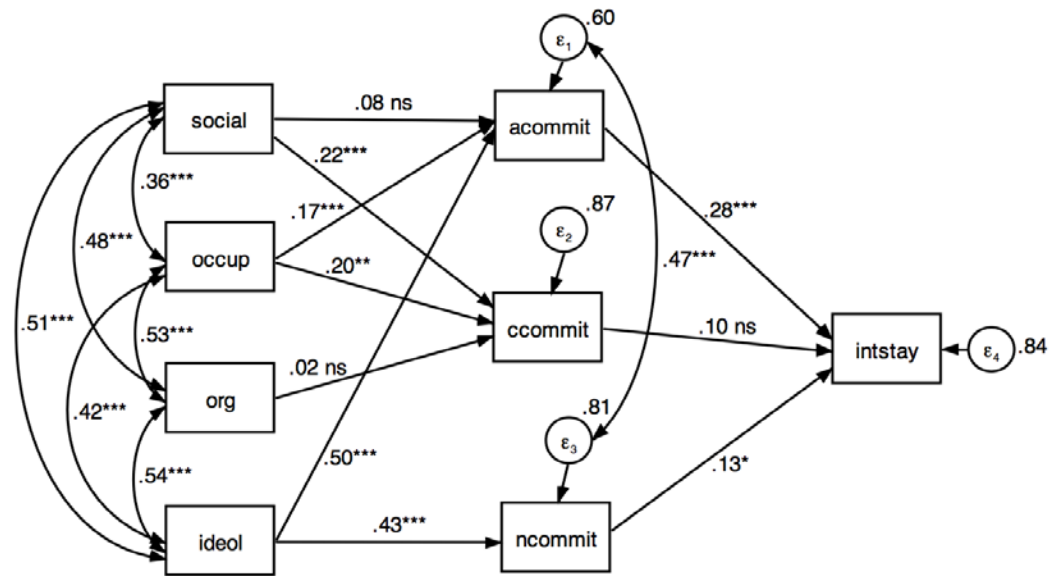 .60
ε1
social
.08 ns
acommit
.22***
.36***
.17***
.87
ε2
.28***
.48***
occup
.20**
.47***
.51***
.53***
ccommit
.10 ns
intstay
ε4
.84
.02 ns
org
.42***
.81
ε3
.50***
.54***
.13*
ideol
.43***
ncommit